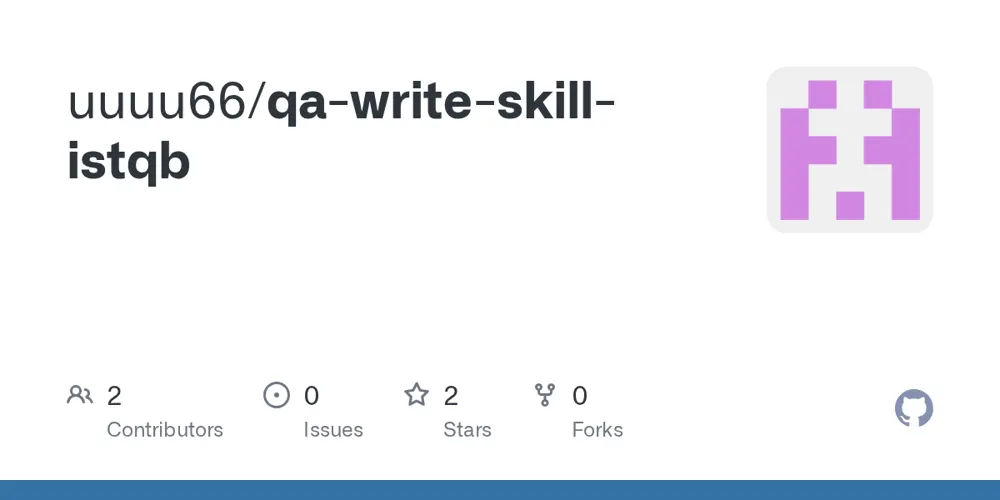 uuuu66/qa-write-skill-
istqb
2
Contributors
0
Issues
2
Stars
0
Forks